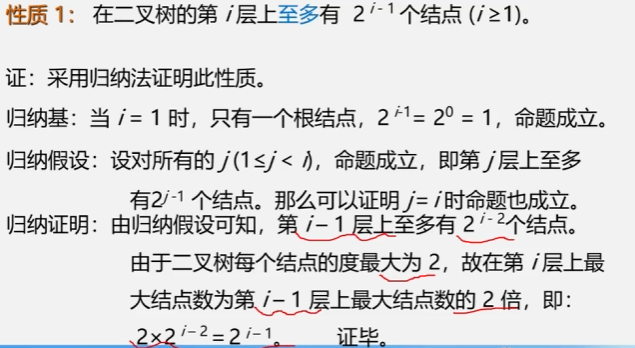 性质 1： 在二叉树的第 i 层上至多有 2^{i-1} 个结点 (i ≥1)。
证：采用归纳法证明此性质。
归纳基：当 i = 1 时，只有一个根结点，2^{i-1}= 2^0 = 1，命题成立。
归纳假设：设对所有的 j (1≤j < i)，命题成立，即第 j 层上至多
有2^{j-1} 个结点。那么可以证明 j= i 时命题也成立。
归纳证明：由归纳假设可知，第 i– 1 层上至多有 2^{i-2}个结点。
由于二叉树每个结点的度最大为 2，故在第 i 层上最
大结点数为第 i– 1 层上最大结点数的 2 倍，即：
2×2^{i-2} = 2^{i-1}。 证毕。